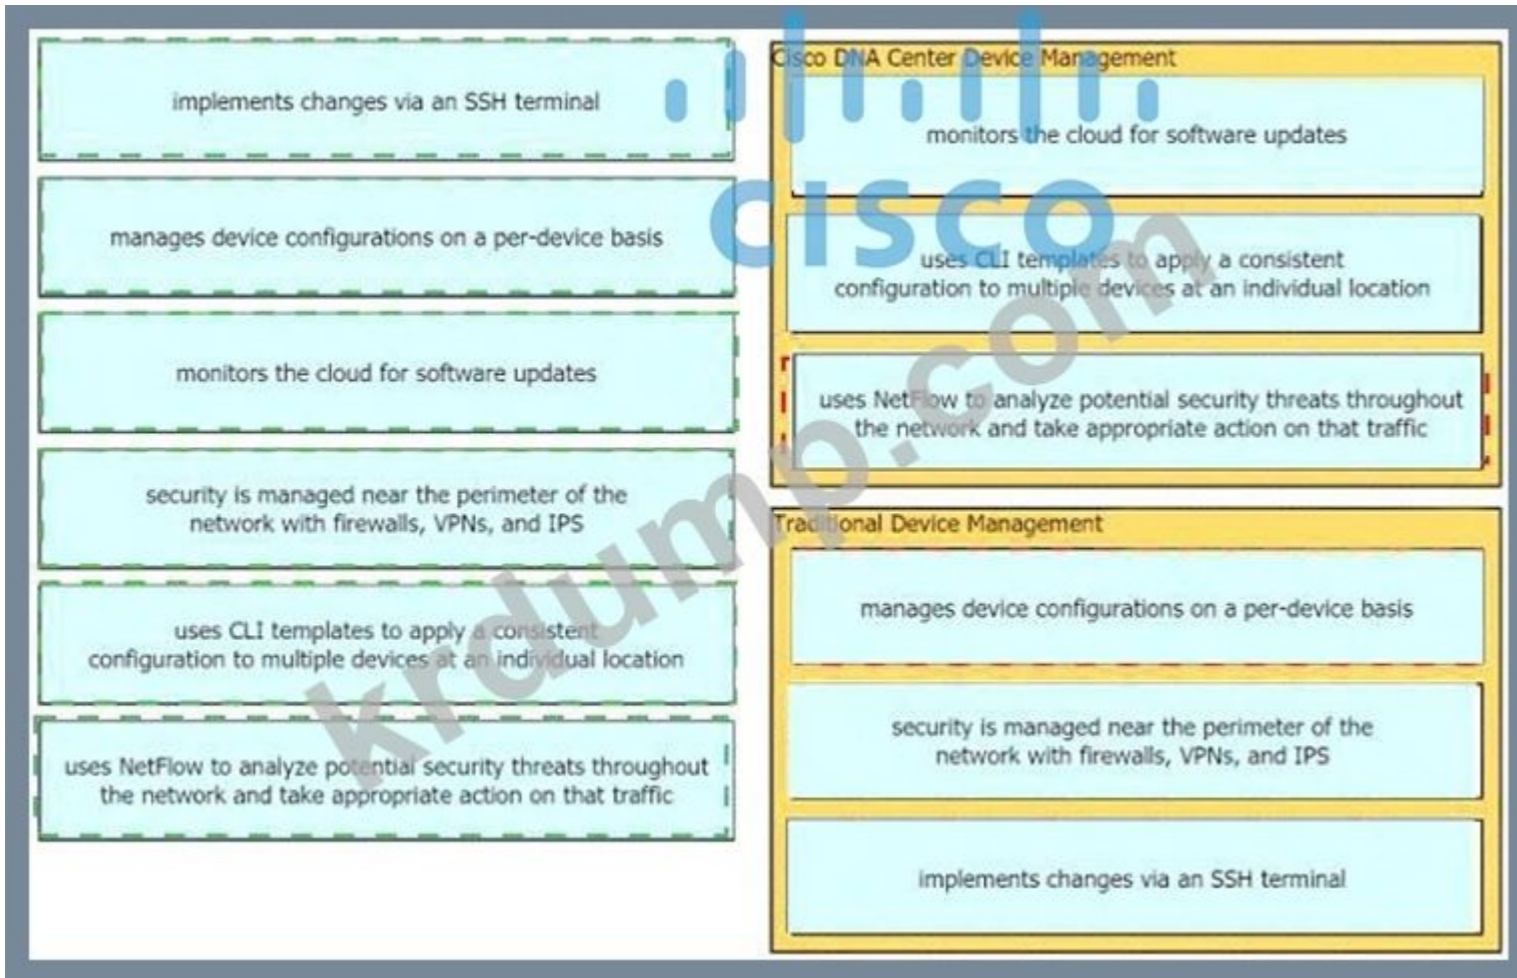 implements changes via an SSH terminal
manages device configurations on a per-device basis
monitors the cloud for software updates
security is managed near the perimeter of the
network with firewalls, VPNs, and IPS
uses CLI templates to apply a consistent
configuration to multiple devices at an individual location
uses NetFlow to analyze potential security threats throughout
the network and take appropriate action on that traffic
Cisco DNA Center Device Management
monitors the cloud for software updates
uses CLI templates to apply a consistent
configuration to multiple devices at an individual location
uses NetFlow to analyze potential security threats throughout
the network and take appropriate action on that traffic
Traditional Device Management
manages device configurations on a per-device basis
security is managed near the perimeter of the
network with firewalls, VPNs, and IPS
implements changes via an SSH terminal
CISCO
krdump.com